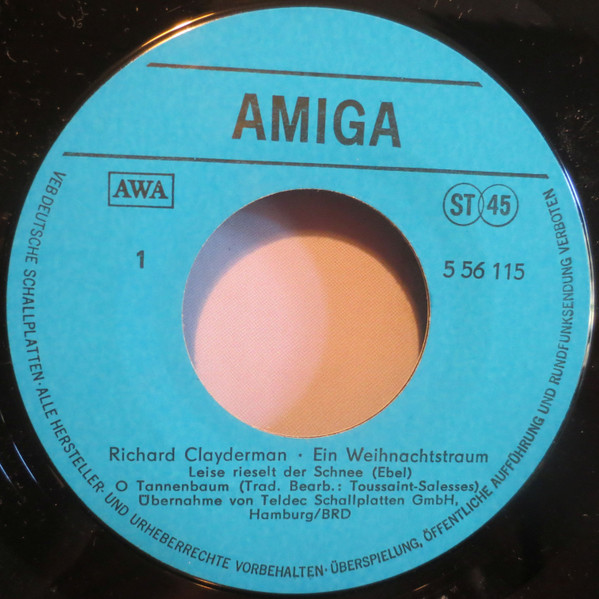 AMIGA
AWA
ST 45
1
5 56 115
Richard Clayderman · Ein Weihnachtstraum
Leise rieselt der Schnee (Ebel)
O Tannenbaum (Trad. Bearb.: Toussaint-Salesses)
Übernahme von Teldec Schallplatten GmbH,
Hamburg/BRD
VEB DEUTSCHE SCHALLPLATTEN · ALLE HERSTELLER- UND URHEBERRECHTE VORBEHALTEN · ÜBERSPIELUNG, ÖFFENTLICHE AUFFÜHRUNG UND RUNDFUNKSENDUNG VERBOTEN